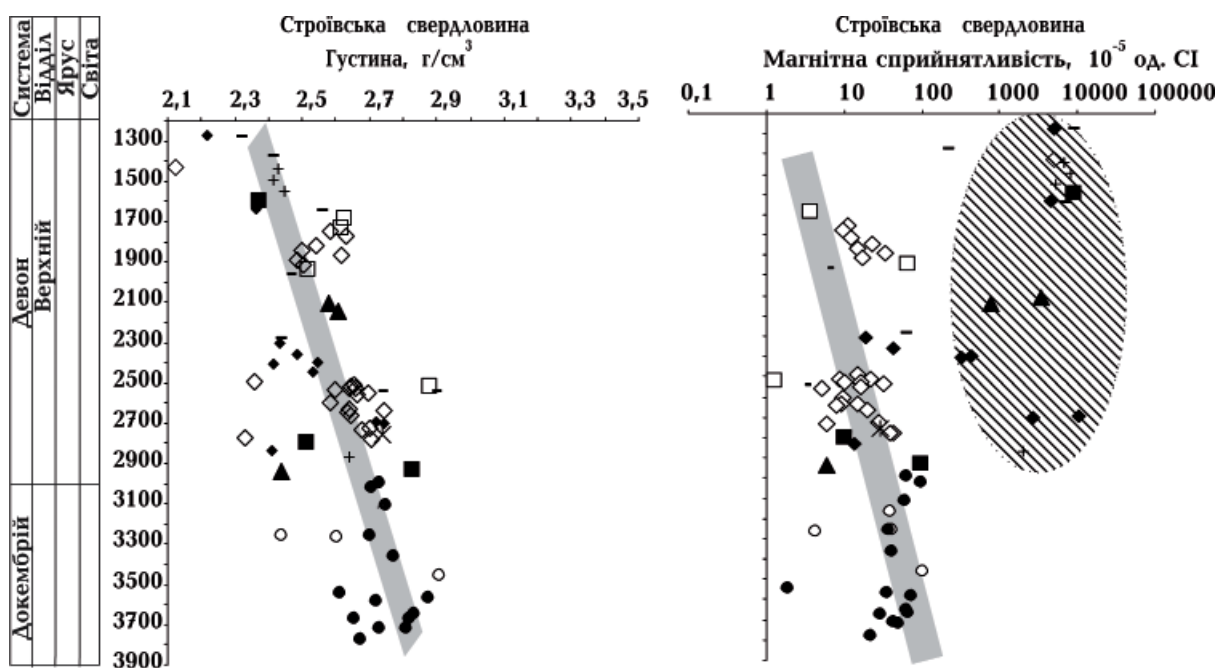 Система
Відділ
Ярус
Світа
Девон
Верхній
Докембрій
Строївська свердловина
Густина, г/см³
2,1 2,3 2,5 2,7 2,9 3,1 3,3 3,5
1300
1500
1700
1900
2100
2300
2500
2700
2900
3100
3300
3500
3700
3900
Строївська свердловина
Магнітна сприйнятливість, 10⁻⁵ од. СІ
0,1 1 10 100 1000 10000 100000